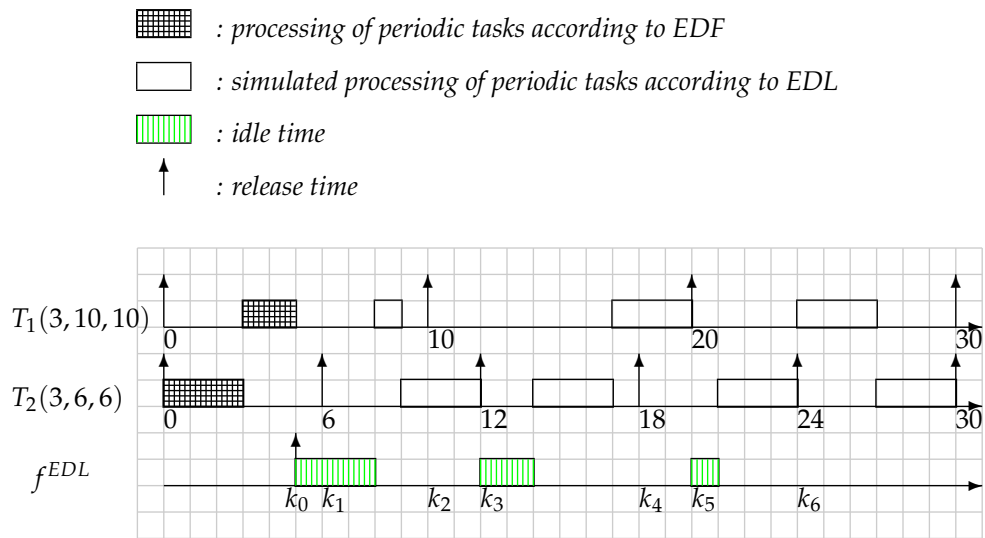 : processing of periodic tasks according to EDF
: simulated processing of periodic tasks according to EDL
: idle time
: release time
T₁(3, 10, 10)
0 10 20 30
T₂(3, 6, 6)
0 6 12 18 24 30
f^EDL
k₀ k₁ k₂ k₃ k₄ k₅ k₆